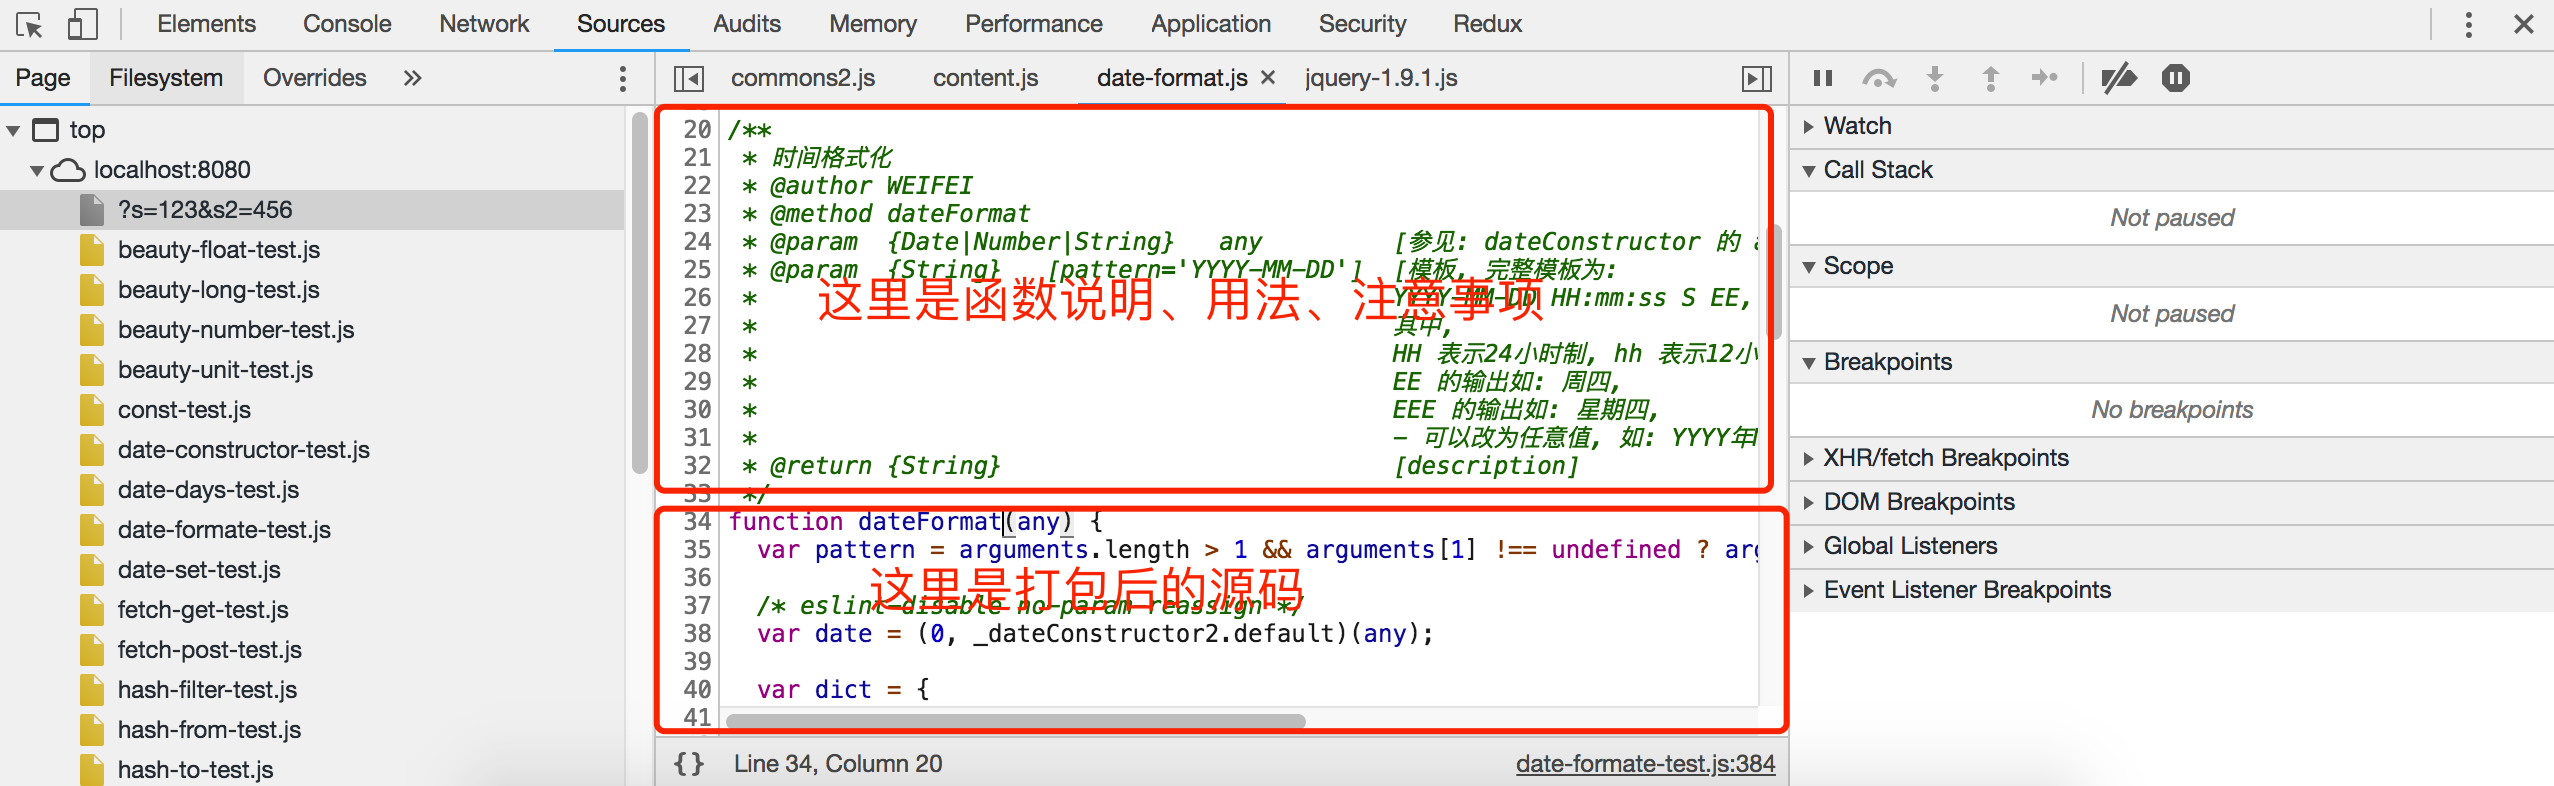 Elements Console Network Sources Audits Memory Performance Application Security Redux
Page Filesystem Overrides »
commons2.js content.js date-format.js × jquery-1.9.1.js
top
localhost:8080
?s=123&s2=456
beauty-float-test.js
beauty-long-test.js
beauty-number-test.js
beauty-unit-test.js
const-test.js
date-constructor-test.js
date-days-test.js
date-formate-test.js
date-set-test.js
fetch-get-test.js
fetch-post-test.js
hash-filter-test.js
hash-from-test.js
hash-to-test.js
20 /**
21 * 时间格式化
22 * @author WEIFEI
23 * @method dateFormat
24 * @param {Date|Number|String} any [参见: dateConstructor 的
25 * @param {String} [pattern='YYYY-MM-DD'] [模板, 完整模板为:
26 * YYYY-MM-DD HH:mm:ss S EE,
这里是函数说明、用法、注意事项
27 * 其中,
28 * HH 表示24小时制, hh 表示12小
29 * EE 的输出如: 周四,
30 * EEE 的输出如: 星期四,
31 * - 可以改为任意值, 如: YYYY年
32 * @return {String} [description]
33 */
34 function dateFormat(any) {
35 var pattern = arguments.length > 1 && arguments[1] !== undefined ? arg
36
这里是打包后的源码
37 /* eslint-disable no-param-reassign */
38 var date = (0, _dateConstructor2.default)(any);
39
40 var dict = {
41
{} Line 34, Column 20
date-formate-test.js:384
Watch
Call Stack
Not paused
Scope
Not paused
Breakpoints
No breakpoints
XHR/fetch Breakpoints
DOM Breakpoints
Global Listeners
Event Listener Breakpoints